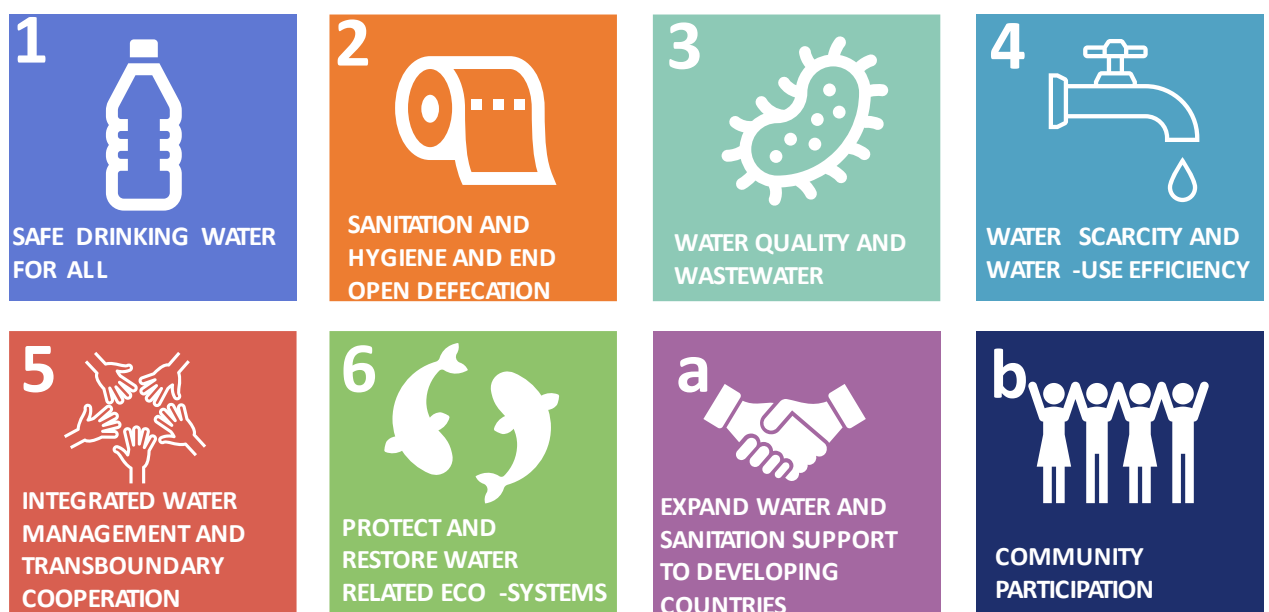 1
SAFE DRINKING WATER
FOR ALL
2
SANITATION AND
HYGIENE AND END
OPEN DEFECATION
3
WATER QUALITY AND
WASTEWATER
4
WATER SCARCITY AND
WATER -USE EFFICIENCY
5
INTEGRATED WATER
MANAGEMENT AND
TRANSBOUNDARY
COOPERATION
6
PROTECT AND
RESTORE WATER
RELATED ECO -SYSTEMS
a
EXPAND WATER AND
SANITATION SUPPORT
TO DEVELOPING
COUNTRIES
b
COMMUNITY
PARTICIPATION